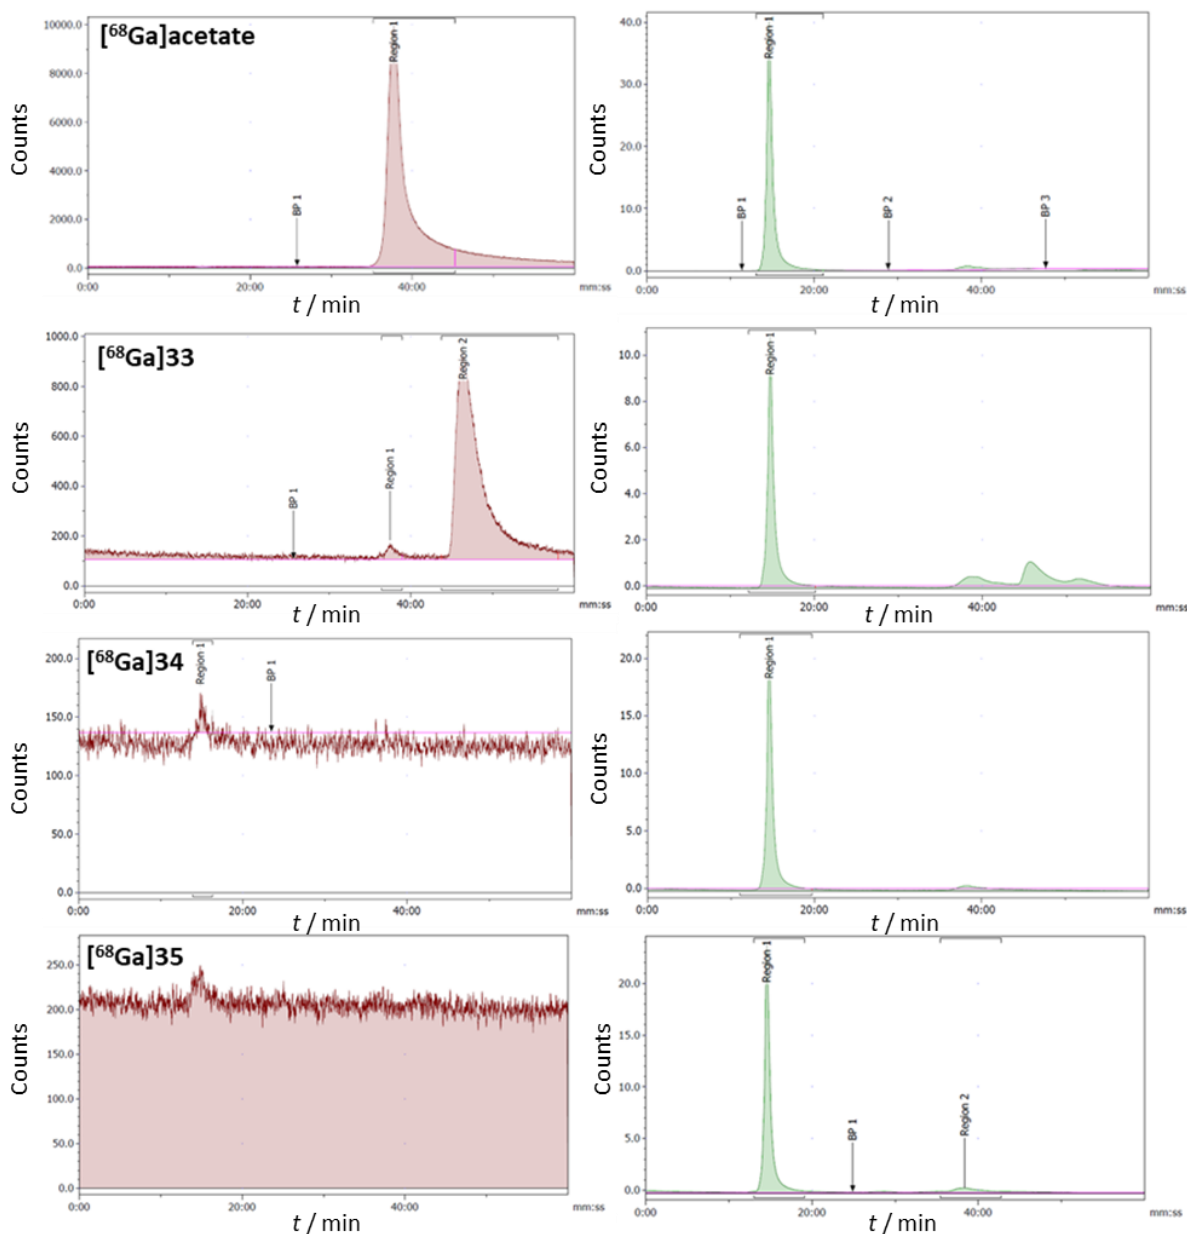 [⁶⁸Ga]acetate
Counts
10000.0
8000.0
6000.0
4000.0
2000.0
0.0
Region 1
BP 1
0:00
20:00
40:00
mm:ss
t / min
Counts
40.0
30.0
20.0
10.0
0.0
Region 1
BP 1
BP 2
BP 3
0:00
20:00
40:00
mm:ss
t / min
[⁶⁸Ga]33
Counts
1000.0
800.0
600.0
400.0
200.0
0.0
Region 1
Region 2
BP 1
0:00
20:00
40:00
mm:ss
t / min
Counts
10.0
8.0
6.0
4.0
2.0
0.0
Region 1
0:00
20:00
40:00
mm:ss
t / min
[⁶⁸Ga]34
Counts
200.0
150.0
100.0
50.0
0.0
Region 1
BP 1
0:00
20:00
40:00
mm:ss
t / min
Counts
20.0
15.0
10.0
5.0
0.0
Region 1
0:00
20:00
40:00
mm:ss
t / min
[⁶⁸Ga]35
Counts
250.0
200.0
150.0
100.0
50.0
0.0
0:00
20:00
40:00
mm:ss
t / min
Counts
20.0
15.0
10.0
5.0
0.0
Region 1
BP 1
Region 2
0:00
20:00
40:00
mm:ss
t / min